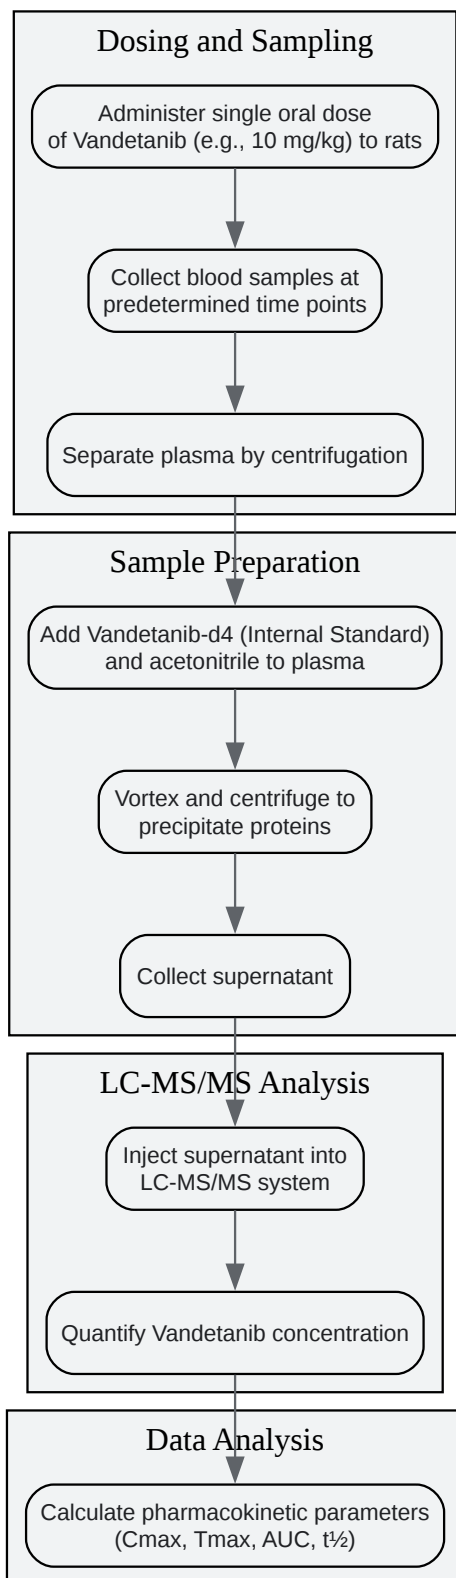 Dosing and Sampling
Administer single oral dose
of Vandetanib (e.g., 10 mg/kg) to rats
Collect blood samples at
predetermined time points
Separate plasma by centrifugation
Sample Preparation
Add Vandetanib-d4 (Internal Standard)
and acetonitrile to plasma
Vortex and centrifuge to
precipitate proteins
Collect supernatant
LC-MS/MS Analysis
Inject supernatant into
LC-MS/MS system
Quantify Vandetanib concentration
Data Analysis
Calculate pharmacokinetic parameters
(Cmax, Tmax, AUC, t½)